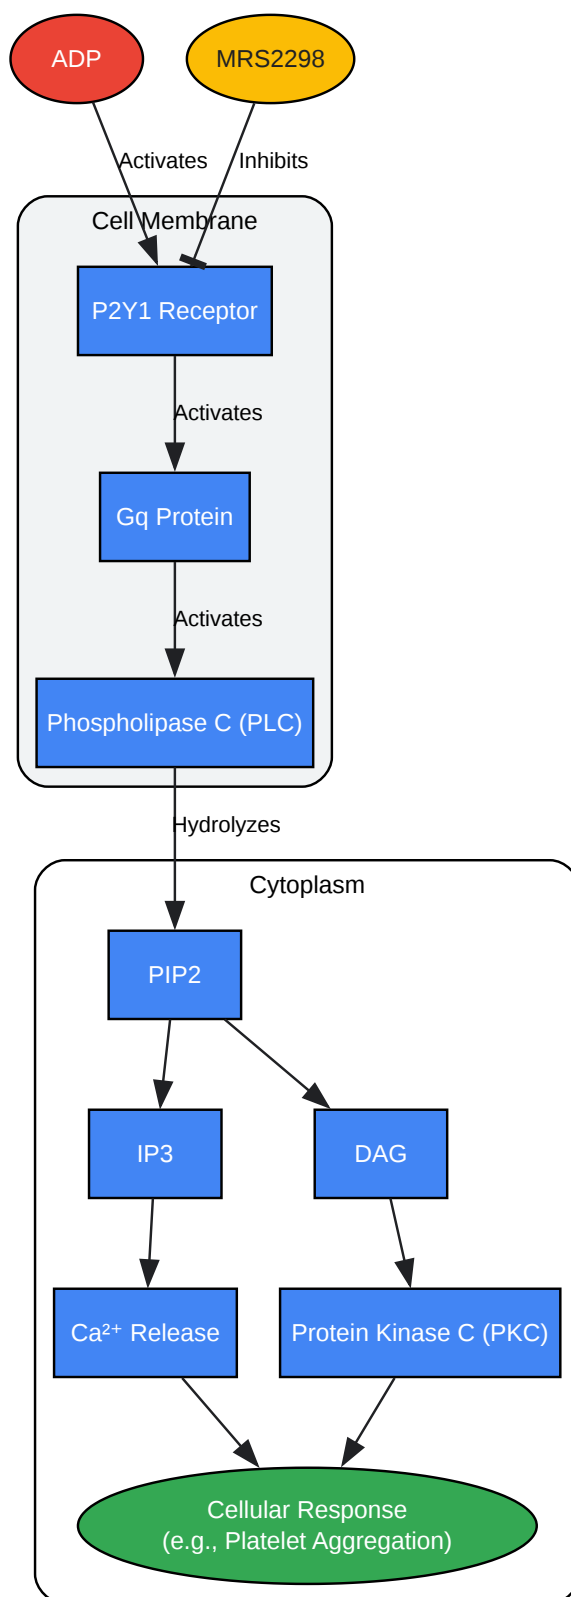 ADP
MRS2298
Activates
Inhibits
Cell Membrane
P2Y1 Receptor
Activates
Gq Protein
Activates
Phospholipase C (PLC)
Hydrolyzes
Cytoplasm
PIP2
IP3
DAG
Ca²⁺ Release
Protein Kinase C (PKC)
Cellular Response
(e.g., Platelet Aggregation)